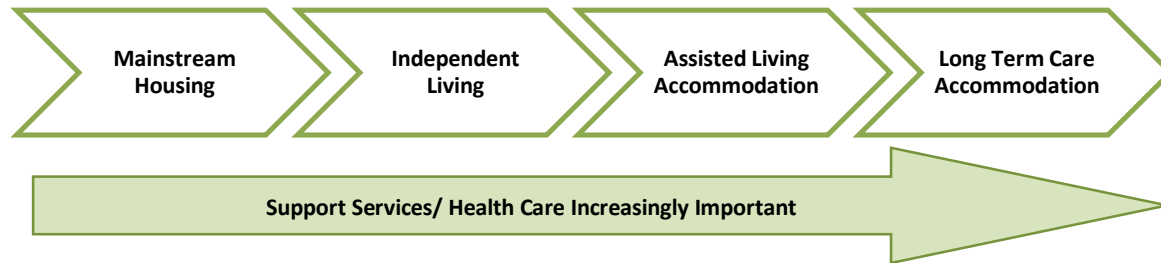 Mainstream
Housing
Independent
Living
Assisted Living
Accommodation
Long Term Care
Accommodation
Support Services/ Health Care Increasingly Important